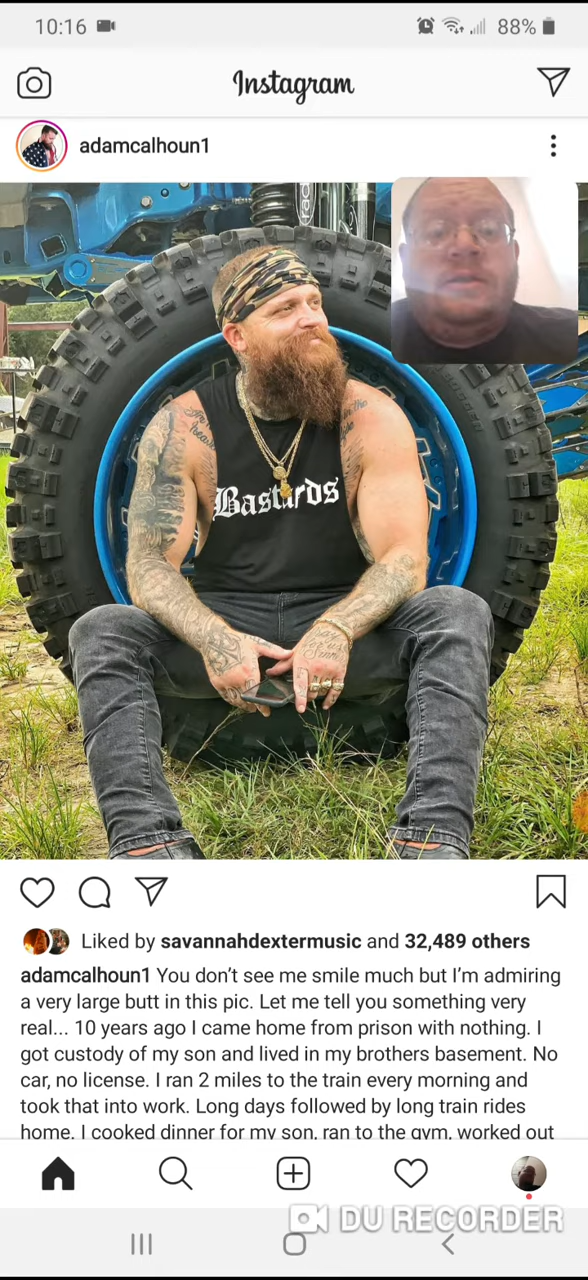 10:16
88%
Instagram
adamcalhoun1
Bastards
Liked by savannahdextermusic and 32,489 others
adamcalhoun1 You don't see me smile much but I'm admiring
a very large butt in this pic. Let me tell you something very
real... 10 years ago I came home from prison with nothing. I
got custody of my son and lived in my brothers basement. No
car, no license. I ran 2 miles to the train every morning and
took that into work. Long days followed by long train rides
home. I cooked dinner for my son, ran to the gym, worked out
DU RECORDER